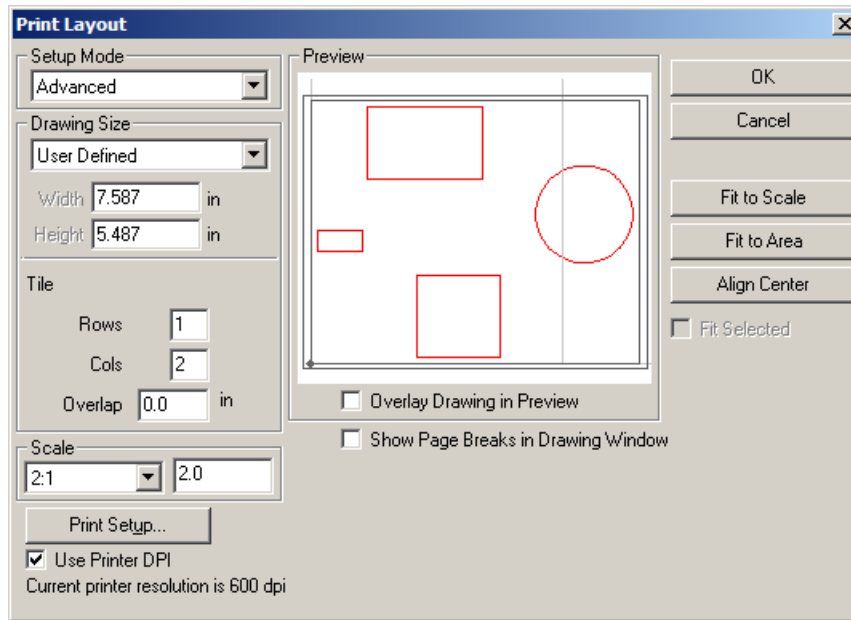 Print Layout
Setup Mode
Advanced
Drawing Size
User Defined
Width 7.587 in
Height 5.487 in
Tile
Rows 1
Cols 2
Overlap 0.0 in
Scale
2:1 2.0
Print Setup...
Use Printer DPI
Current printer resolution is 600 dpi
Preview
Overlay Drawing in Preview
Show Page Breaks in Drawing Window
OK
Cancel
Fit to Scale
Fit to Area
Align Center
Fit Selected